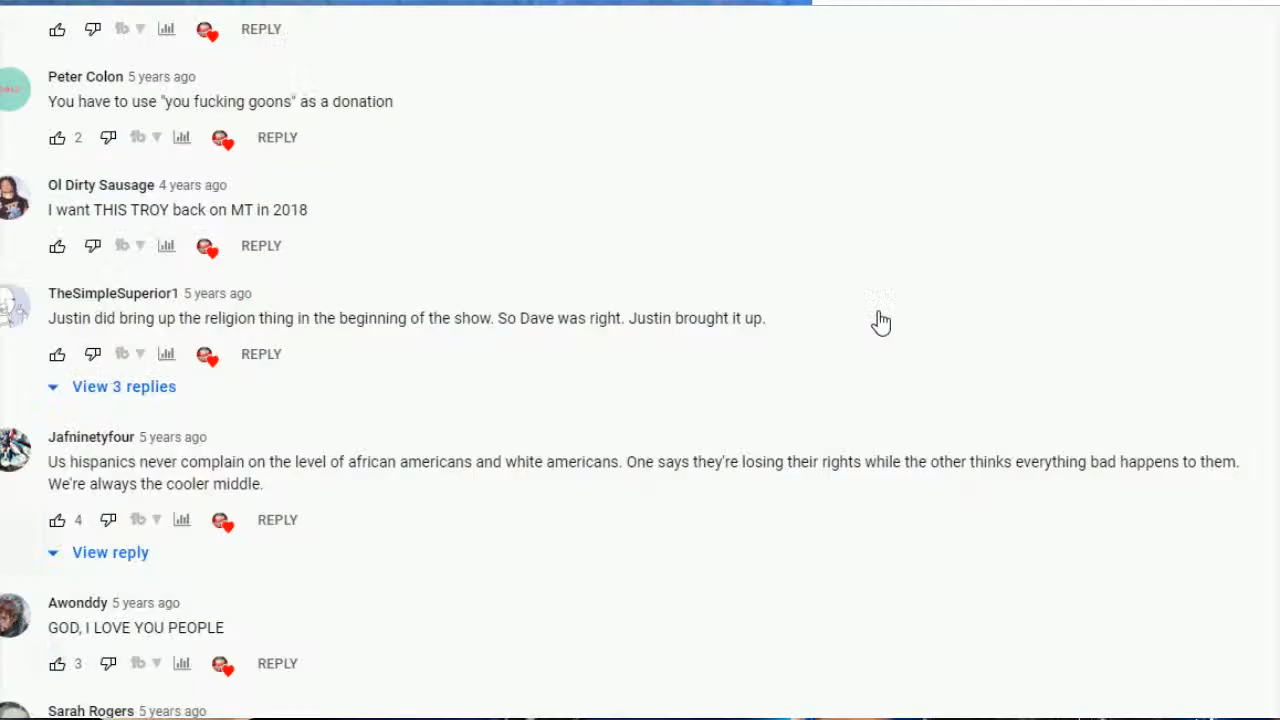 REPLY
Peter Colon 5 years ago
You have to use "you fucking goons" as a donation
2 REPLY
Ol Dirty Sausage 4 years ago
I want THIS TROY back on MT in 2018
REPLY
TheSimpleSuperior1 5 years ago
Justin did bring up the religion thing in the beginning of the show. So Dave was right. Justin brought it up.
REPLY
View 3 replies
Jafninetyfour 5 years ago
Us hispanics never complain on the level of african americans and white americans. One says they're losing their rights while the other thinks everything bad happens to them.
We're always the cooler middle.
4 REPLY
View reply
Awonddy 5 years ago
GOD, I LOVE YOU PEOPLE
3 REPLY
Sarah Rogers 5 years ago